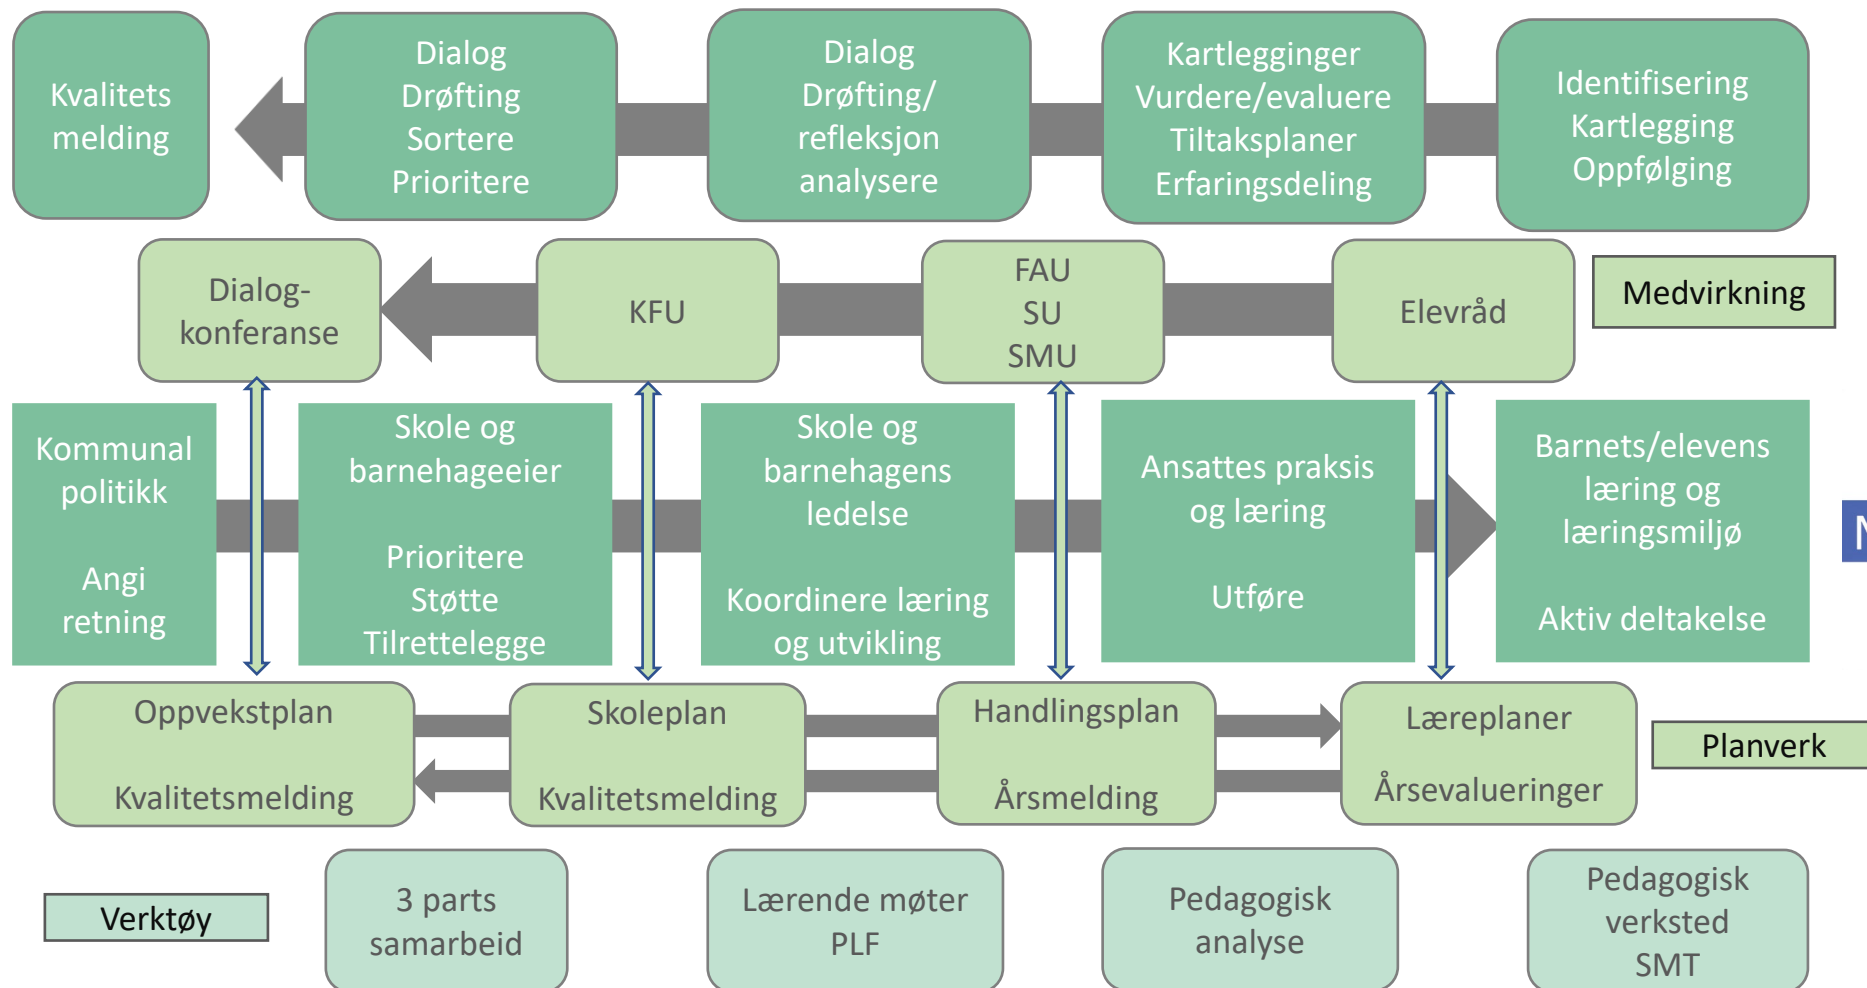 Kvalitets
melding
Dialog
Drøfting
Sortere
Prioritere
Dialog
Drøfting/
refleksjon
analysere
Kartlegginger
Vurdere/evaluere
Tiltaksplaner
Erfaringsdeling
Identifisering
Kartlegging
Oppfølging
Dialog-
konferanse
KFU
FAU
SU
SMU
Elevråd
Medvirkning
Kommunal
politikk
Angi
retning
Skole og
barnehageeier
Prioritere
Støtte
Tilrettelegge
Skole og
barnehagens
ledelse
Koordinere læring
og utvikling
Ansattes praksis
og læring
Utføre
Barnets/elevens
læring og
læringsmiljø
Aktiv deltakelse
Oppvekstplan
Kvalitetsmelding
Skoleplan
Kvalitetsmelding
Handlingsplan
Årsmelding
Læreplaner
Årsevalueringer
Planverk
Verktøy
3 parts
samarbeid
Lærende møter
PLF
Pedagogisk
analyse
Pedagogisk
verksted
SMT